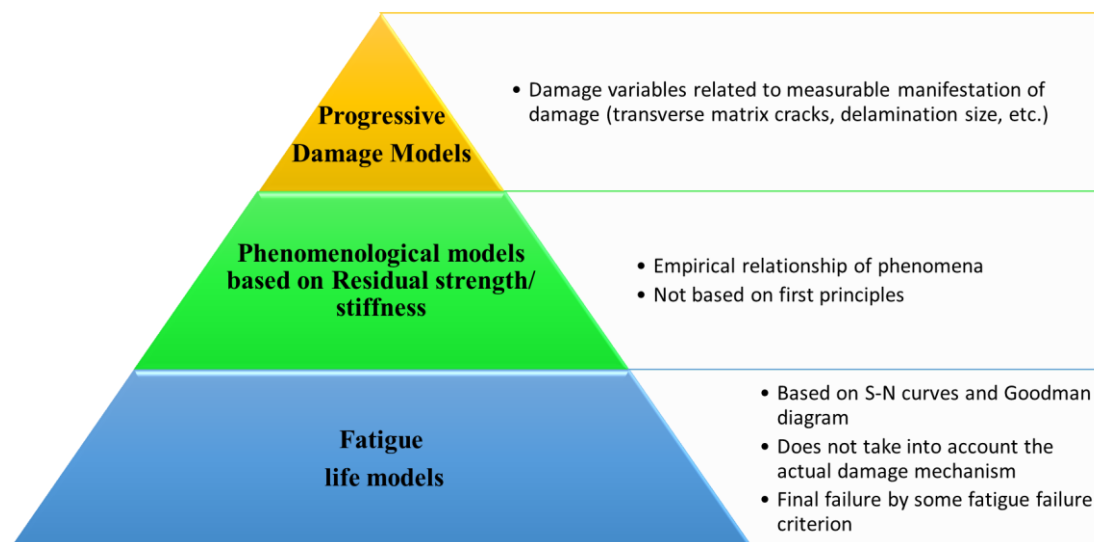 Progressive
Damage Models
• Damage variables related to measurable manifestation of
damage (transverse matrix cracks, delamination size, etc.)
Phenomenological models
based on Residual strength/
stiffness
• Empirical relationship of phenomena
• Not based on first principles
Fatigue
life models
• Based on S-N curves and Goodman
diagram
• Does not take into account the
actual damage mechanism
• Final failure by some fatigue failure
criterion